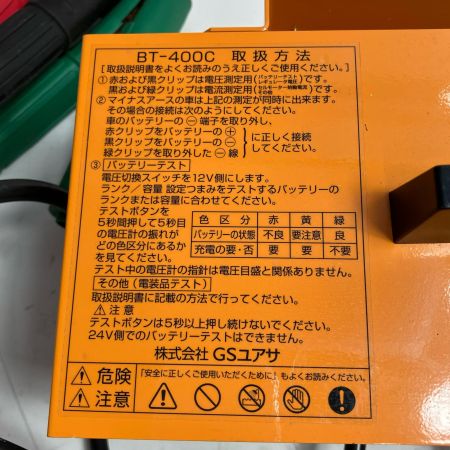 BT-400C 取扱方法
[取扱説明書をよくお読みのうえ正しくご使用ください。]
①赤および黒クリップは電圧測定用(バッテリーテスト レギュレータ電圧)です。
黒および緑クリップは電流測定用(セルモーター始動電流 その他)です。
②マイナスアースの車は上記の測定が同時に出来ます。
その場合の接続は次のようにしてください。
車のバッテリーの⊖端子を取り外し、
赤クリップをバッテリーの⊕
黒クリップをバッテリーの⊖
緑クリップを取り外した⊖線
に正しく接続
してください。
③バッテリーテスト
電圧切換スイッチを12V側にします。
ランク/容量 設定つまみをテストするバッテリーの
ランクまたは容量に合わせてください。
テストボタンを
5秒間押して5秒目
の電圧計の振れが
どの色区分にあるか
を見てください。
色区分 赤 黄 緑
バッテリーの状態 不良 要注意 良
充電の要・否 要 要 不要
テスト中の電圧計の指針は電圧目盛と関係ありません。
その他(電装品テスト)
取扱説明書に記載の方法で行ってください。
⚠注意
テストボタンは5秒以上押し続けないでください。
24V側でのバッテリーテストはできません。
株式会社 GSユアサ
⚠危険
⚠注意
「安全に正しくご使用いただくために」もよくお読みください。